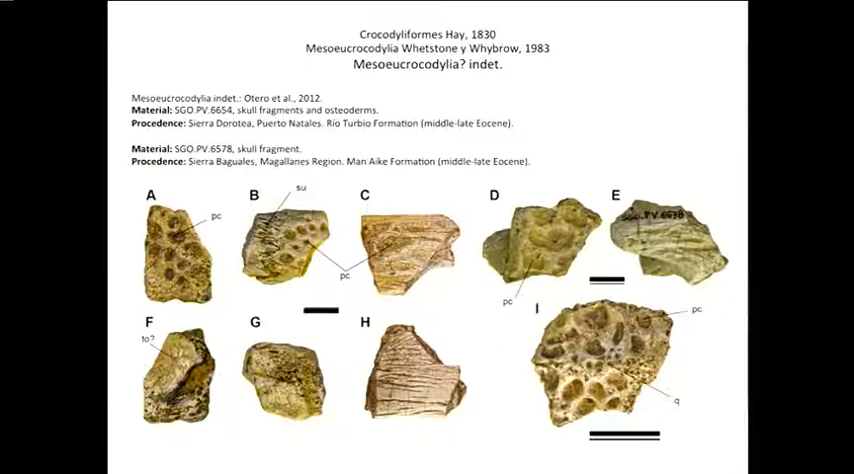 Crocodyliformes Hay, 1830
Mesoeucrocodylia Whetstone y Whybrow, 1983
Mesoeucrocodylia? indet.
Mesoeucrocodylia indet.: Otero et al., 2012.
Material: SGO.PV.6654, skull fragments and osteoderms.
Procedence: Sierra Dorotea, Puerto Natales. Río Turbio Formation (middle-late Eocene).
Material: SGO.PV.6578, skull fragment.
Procedence: Sierra Baguales, Magallanes Region. Man Aike Formation (middle-late Eocene).
A
pc
B
su
C
pc
D
pc
E
PV.6578
F
to?
G
H
I
pc
q